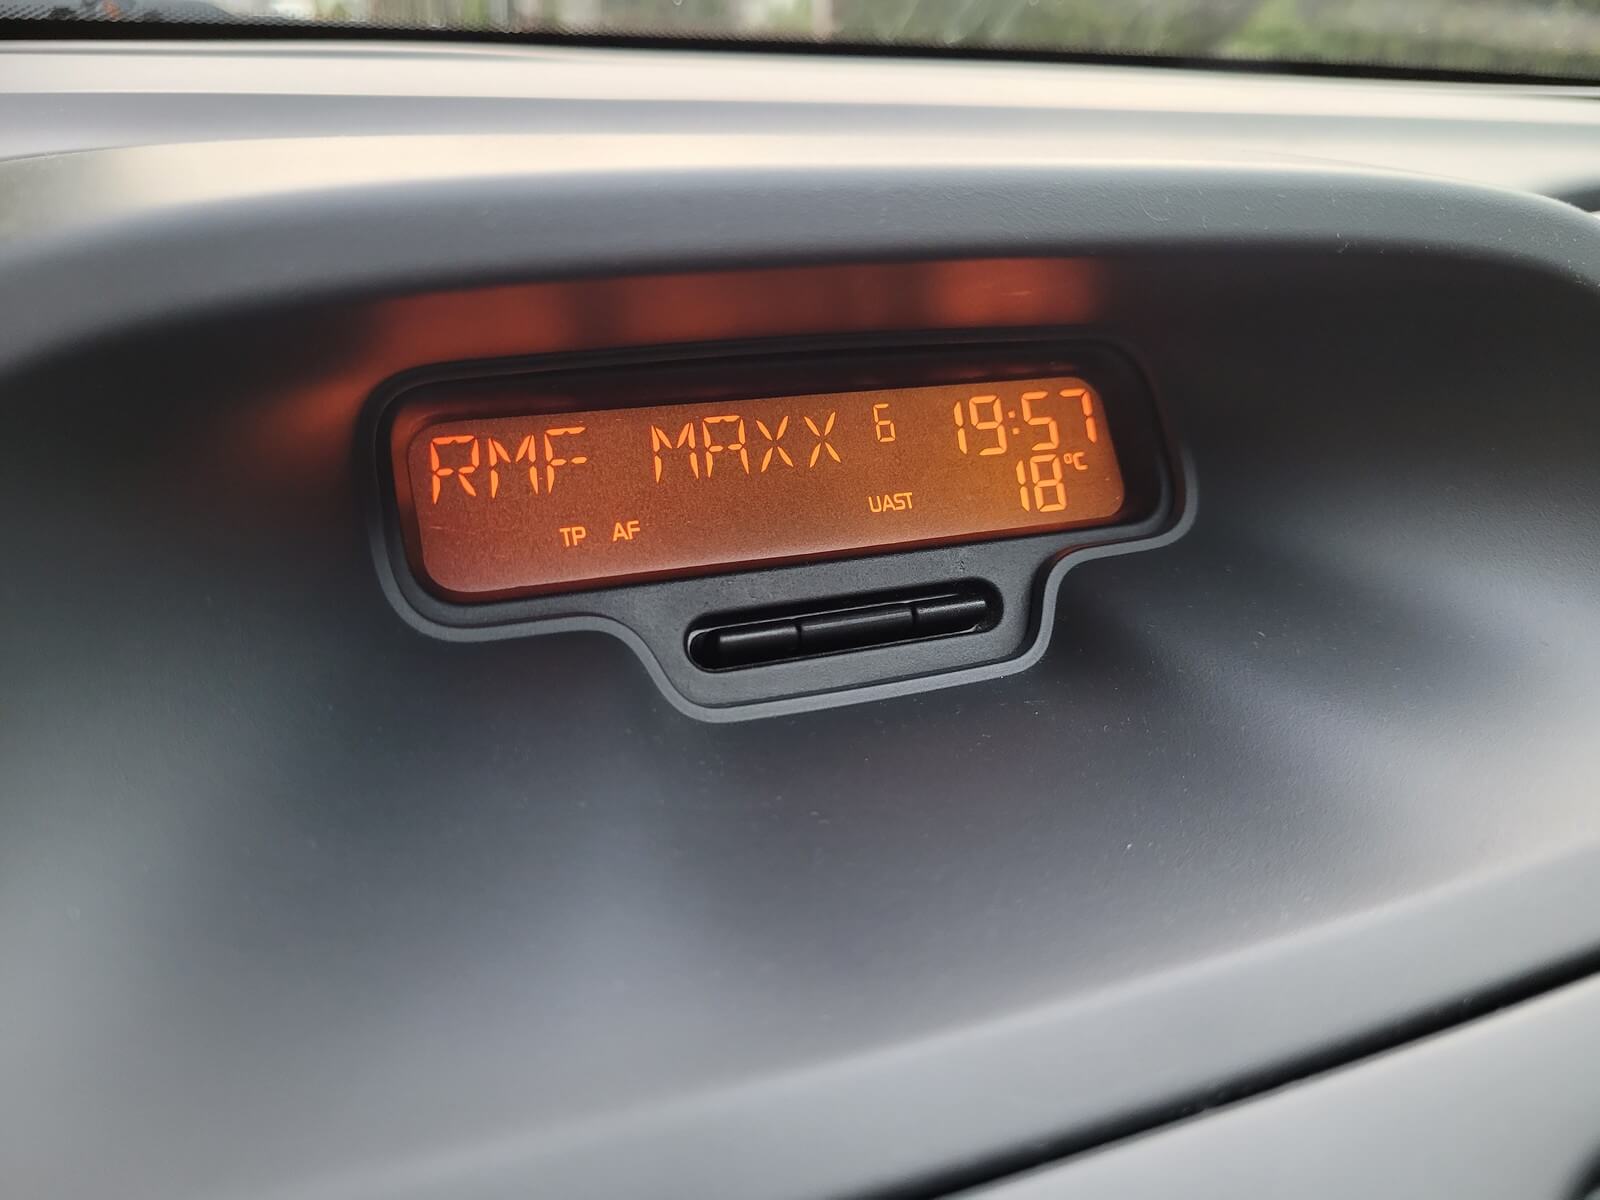 RMF MAXX 6 19:57
18°C
TP AF UAST